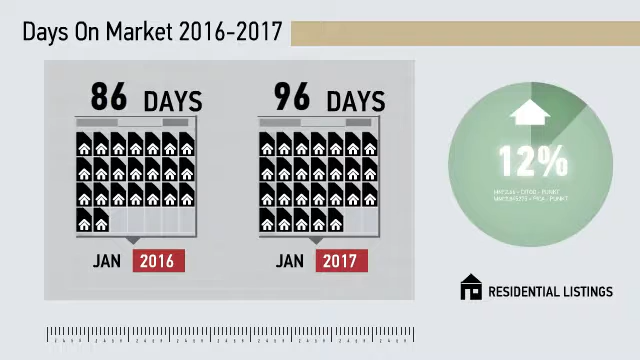 Days On Market 2016-2017
86 DAYS
96 DAYS
12%
JAN 2016
JAN 2017
RESIDENTIAL LISTINGS